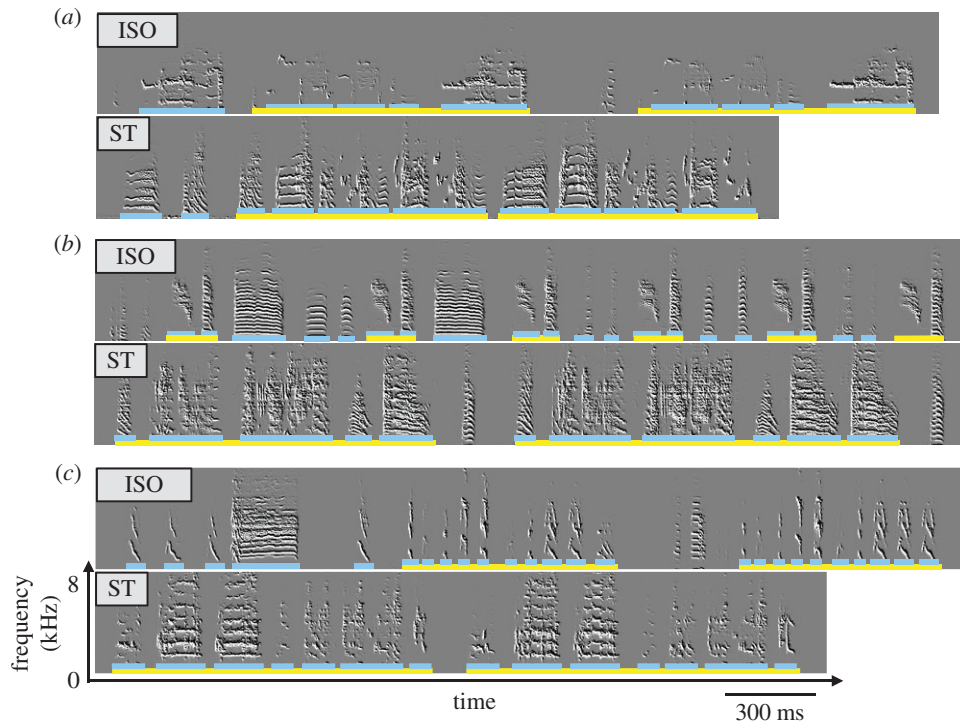 (a)
ISO
ST
(b)
ISO
ST
(c)
ISO
ST
8
frequency
(kHz)
0
time
300 ms